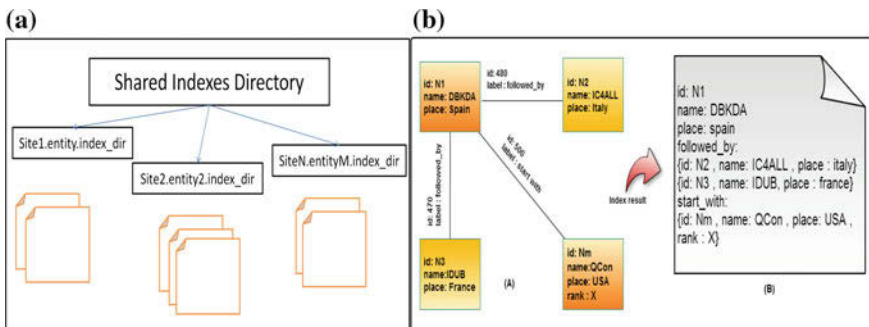 (a)
Shared Indexes Directory
Site1.entity.index_dir
Site2.entity2.index_dir
SiteN.entityM.index_dir
(b)
id: N1
name: DBKDA
place: Spain
id: 480
label : followed_by
id: N2
name: IC4ALL
place: Italy
id: 500
label : start with
id: 470
label : followed_by
id: N3
name:IDUB
place: France
(A)
id: Nm
name:QCon
place: USA
rank : X
Index result
id: N1
name: DBKDA
place: spain
followed_by:
{id: N2 , name: IC4ALL , place : italy}
{id: N3 , name: IDUB, place : france}
start_with:
{id: Nm , name: QCon , place: USA ,
rank : X}
(B)